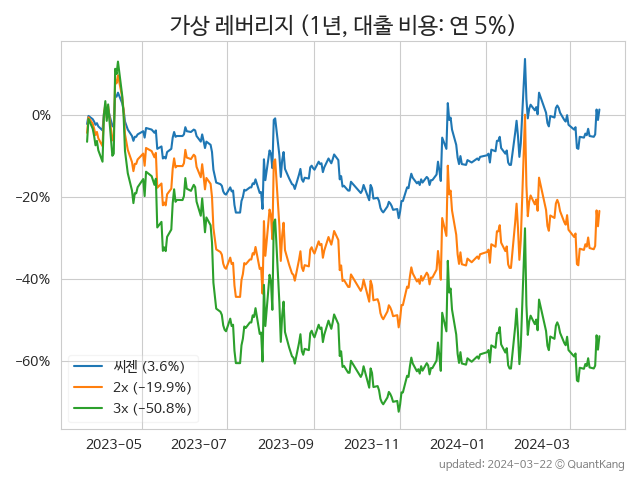 가상 레버리지 (1년, 대출 비용: 연 5%)
0%
−20%
−40%
−60%
씨젠 (3.6%)
2x (−19.9%)
3x (−50.8%)
2023-05 2023-07 2023-09 2023-11 2024-01 2024-03
updated: 2024-03-22 © QuantKang